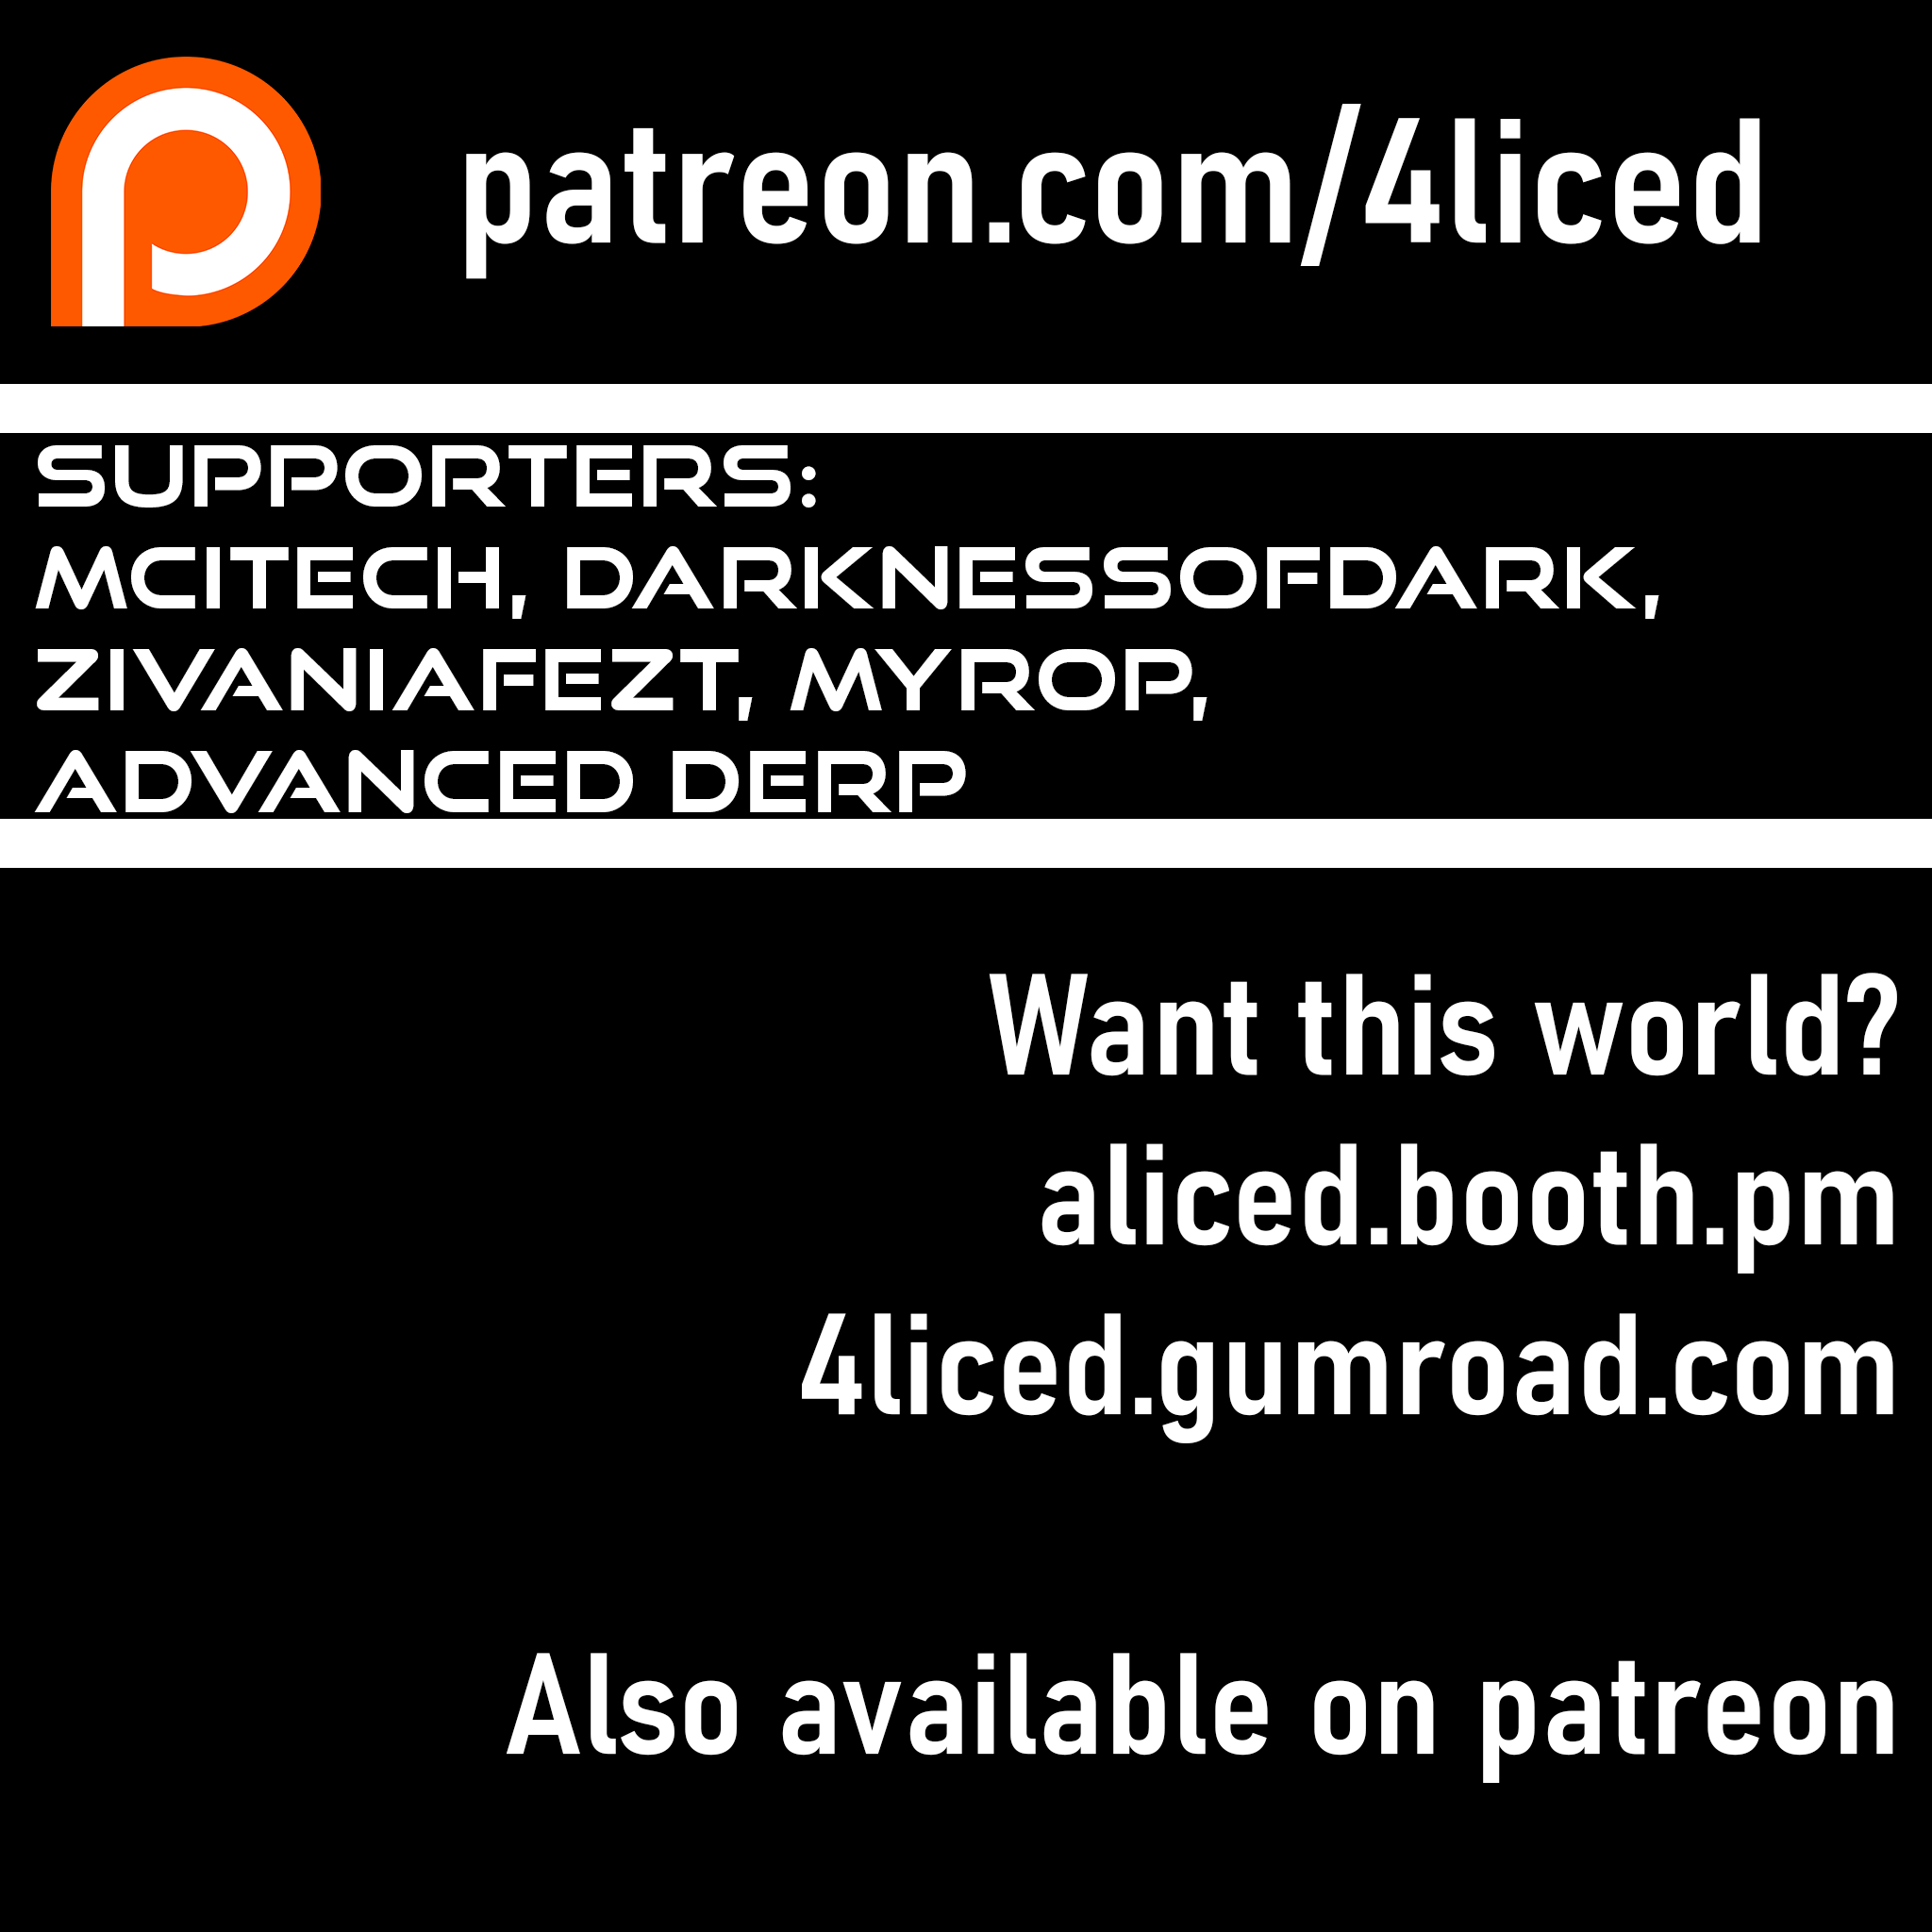 patreon.com/4liced
SUPPORTERS:
MCITECH, DARKNESSOFDARK,
ZIVANIAFEZT, MYROP,
ADVANCED DERP
Want this world?
aliced.booth.pm
4liced.gumroad.com
Also available on patreon